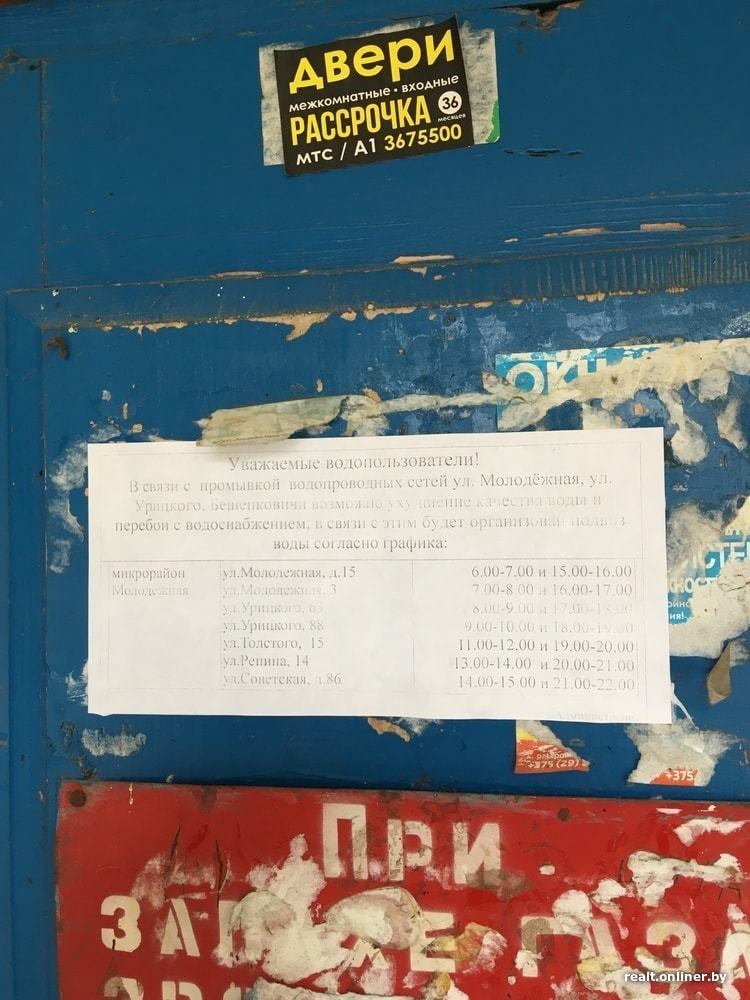 двери
межкомнатные • входные
РАССРОЧКА 36 месяцев
мтс / А1 3675500
ОКН
Уважаемые водопользователи!
В связи с промывкой водопроводных сетей ул. Молодёжная, ул.
Урицкого, Бешенковичи возможно ухудшение качества воды и
перебои с водоснабжением, в связи с этим будет организован подвоз
воды согласно графика:
микрорайон ул.Молодежная, д.15 6.00-7.00 и 15.00-16.00
Молодежная ул.Молодежная, 3 7.00-8.00 и 16.00-17.00
ул.Урицкого, 63 8.00-9.00 и 17.00-18.00
ул.Урицкого, 88 9.00-10.00 и 18.00-19.00
ул.Толстого, 15 11.00-12.00 и 19.00-20.00
ул.Репина, 14 13.00-14.00 и 20.00-21.00
ул.Советская, д.86 14.00-15.00 и 21.00-22.00
+375 (29)
+375
При
ГАЗА
realt.onliner.by